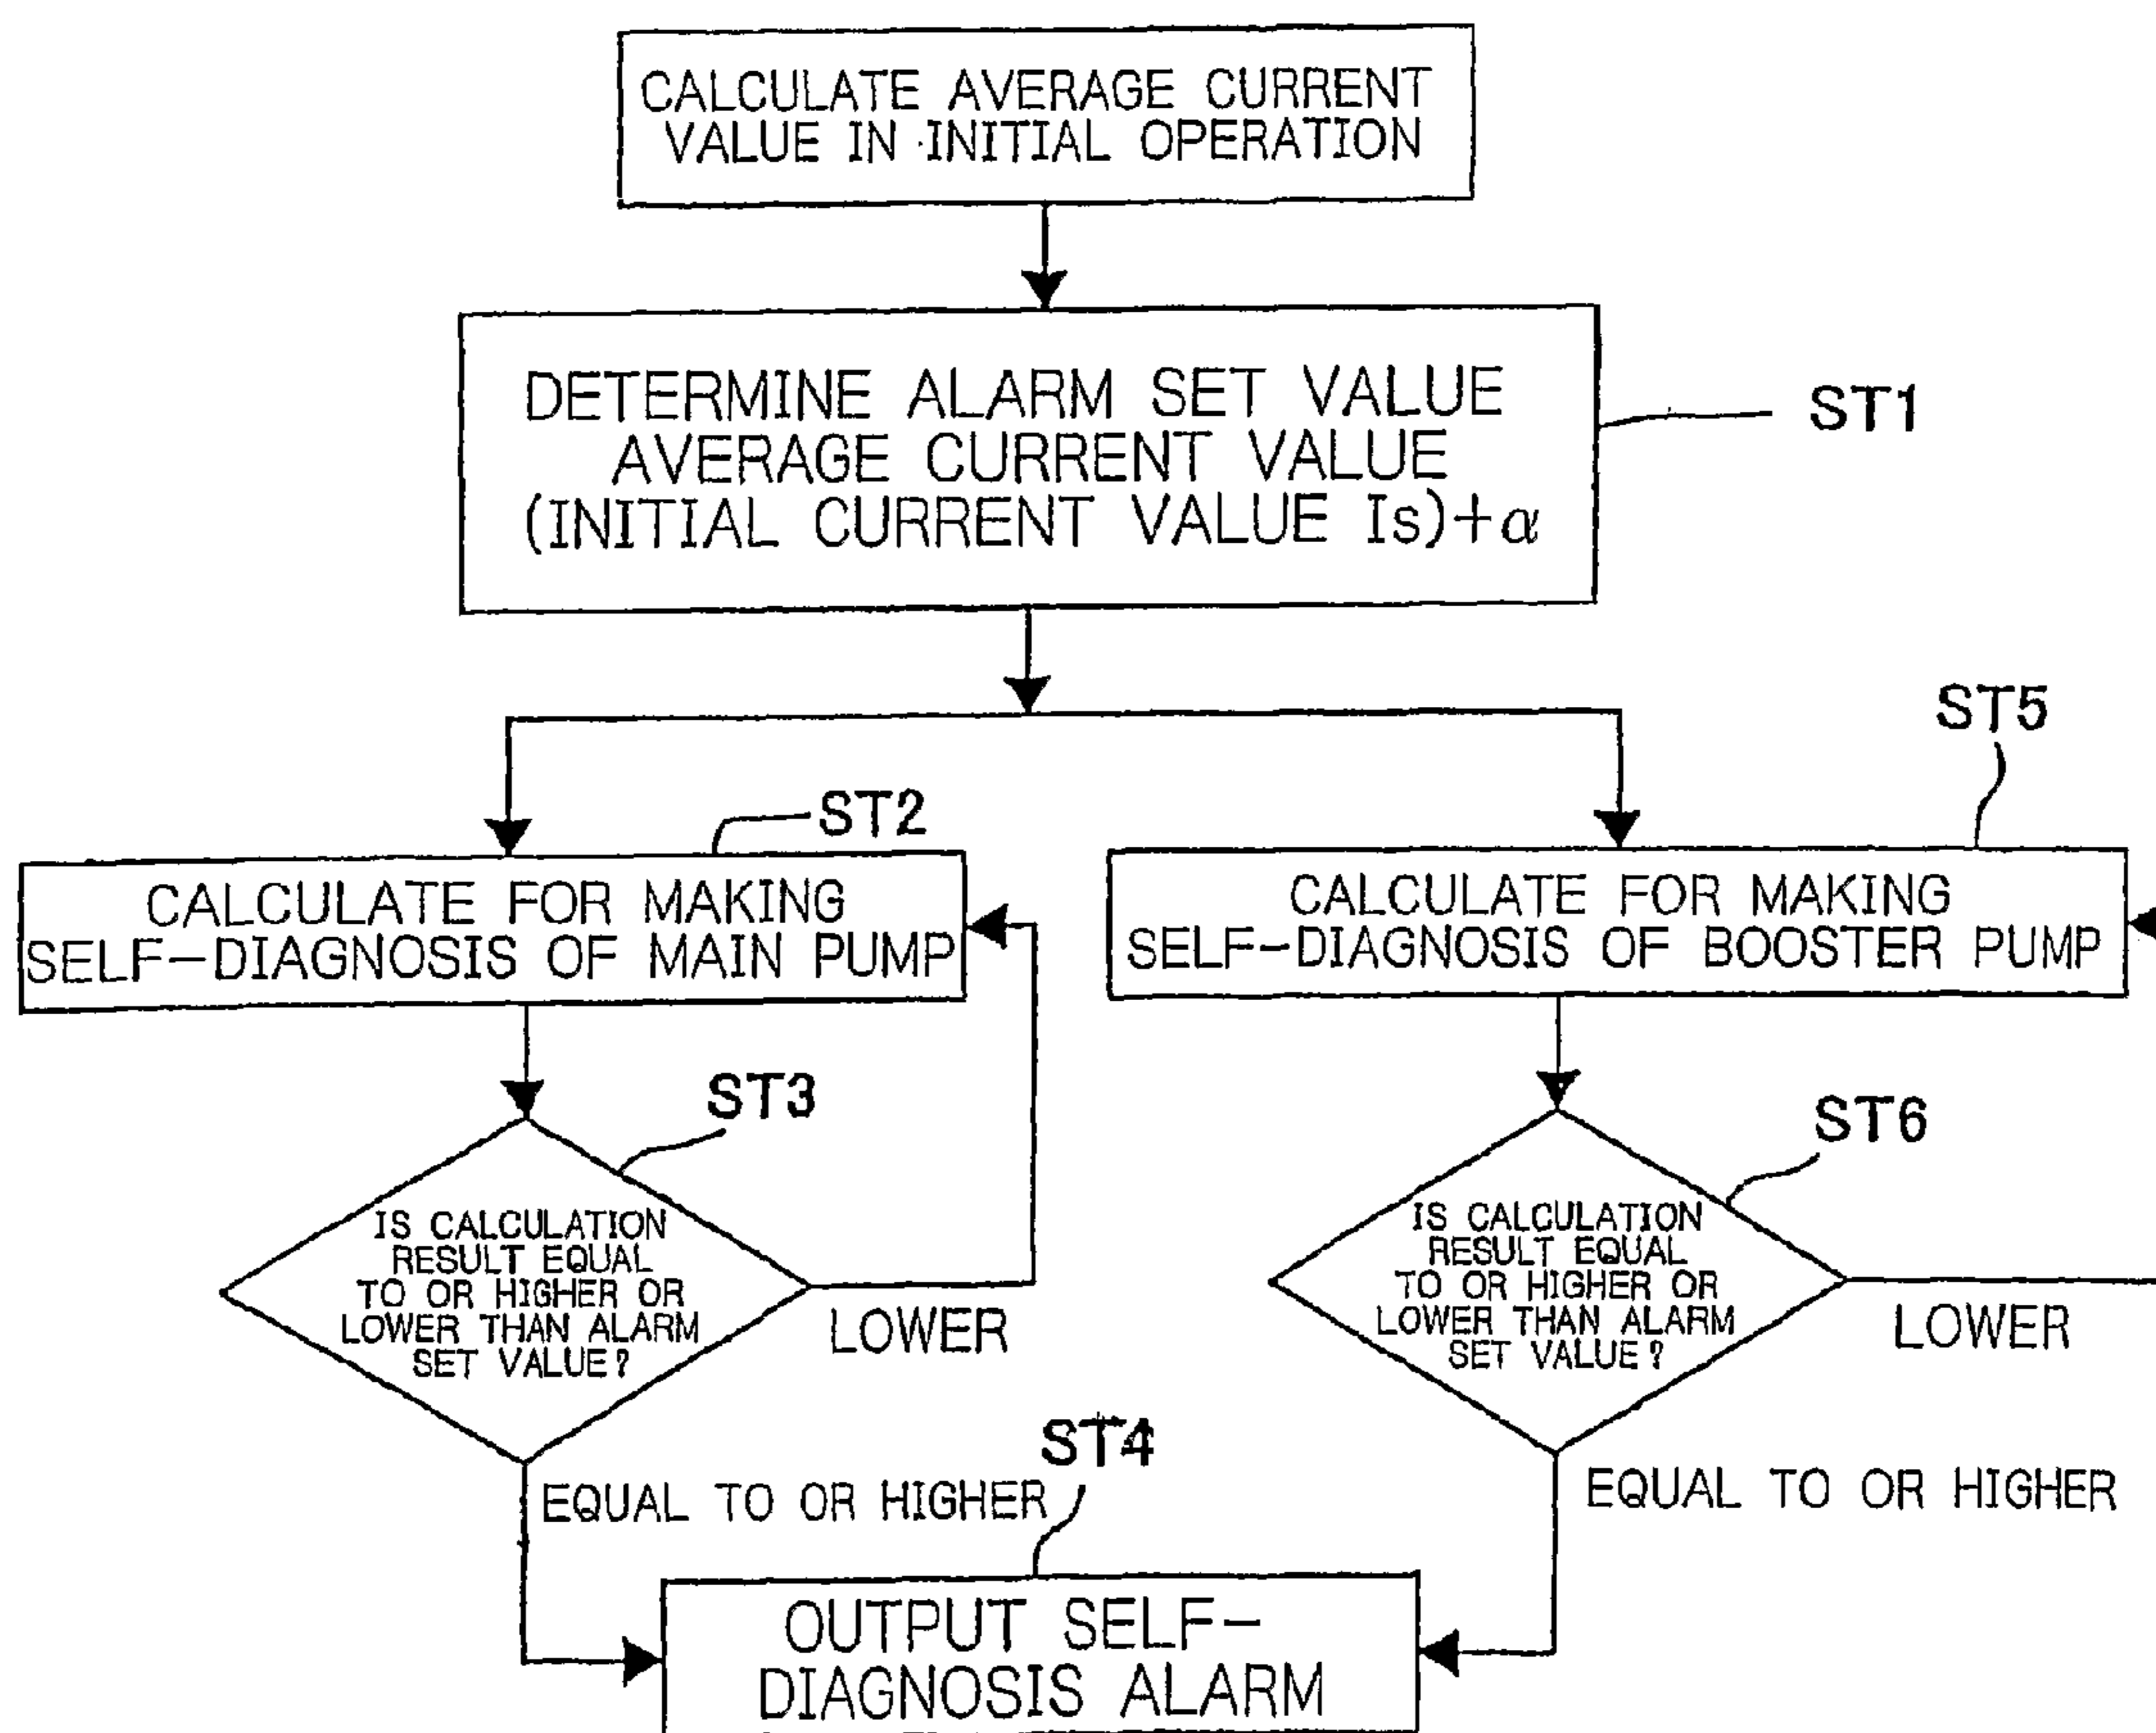 CALCULATE AVERAGE CURRENT
VALUE IN INITIAL OPERATION
DETERMINE ALARM SET VALUE
AVERAGE CURRENT VALUE
(INITIAL CURRENT VALUE Is)+α
ST1
ST5
ST2
CALCULATE FOR MAKING
SELF-DIAGNOSIS OF MAIN PUMP
CALCULATE FOR MAKING
SELF-DIAGNOSIS OF BOOSTER PUMP
ST3
IS CALCULATION
RESULT EQUAL
TO OR HIGHER OR
LOWER THAN ALARM
SET VALUE?
LOWER
ST6
IS CALCULATION
RESULT EQUAL
TO OR HIGHER OR
LOWER THAN ALARM
SET VALUE?
LOWER
EQUAL TO OR HIGHER
ST4
EQUAL TO OR HIGHER
OUTPUT SELF-
DIAGNOSIS ALARM